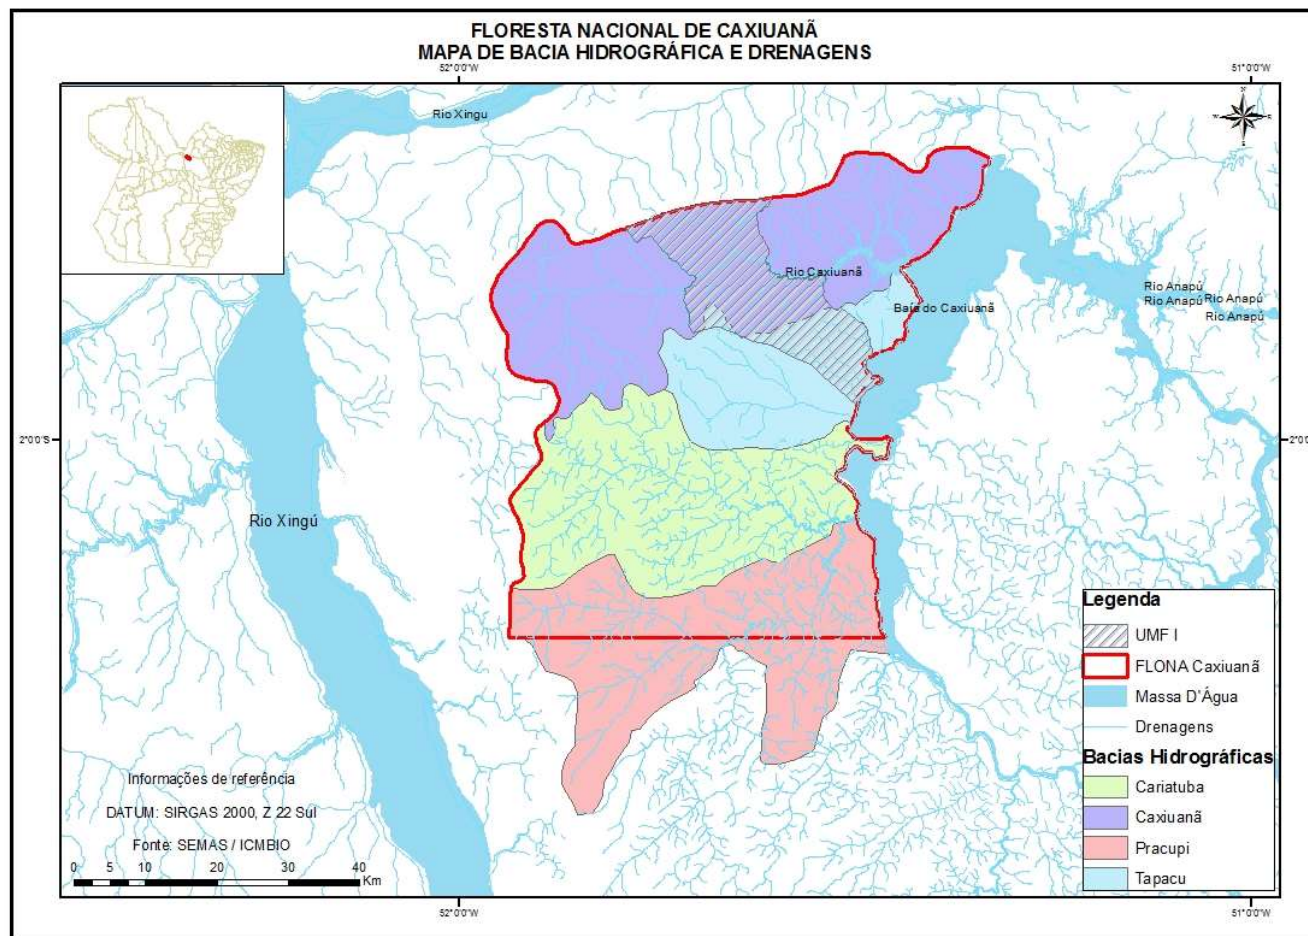 FLORESTA NACIONAL DE CAXIUANÃ
MAPA DE BACIA HIDROGRÁFICA E DRENAGENS
52°0'0"W
51°0'0"W
Rio Xingu
Rio Caxiuanã
Baía do Caxiuanã
Rio Anapú
Rio Anapú
Rio Anapú
Rio Anapú
2°00'S
2°0'0
Rio Xingú
Legenda
UMF I
FLONA Caxiuanã
Massa D'Água
Drenagens
Bacias Hidrográficas
Cariatuba
Caxiuanã
Pracupi
Tapacu
Informações de referência
DATUM: SIRGAS 2000, Z 22 Sul
Fonte: SEMAS / ICMBIO
0 5 10 20 30 40
Km
52°0'0"W
51°0'0"W